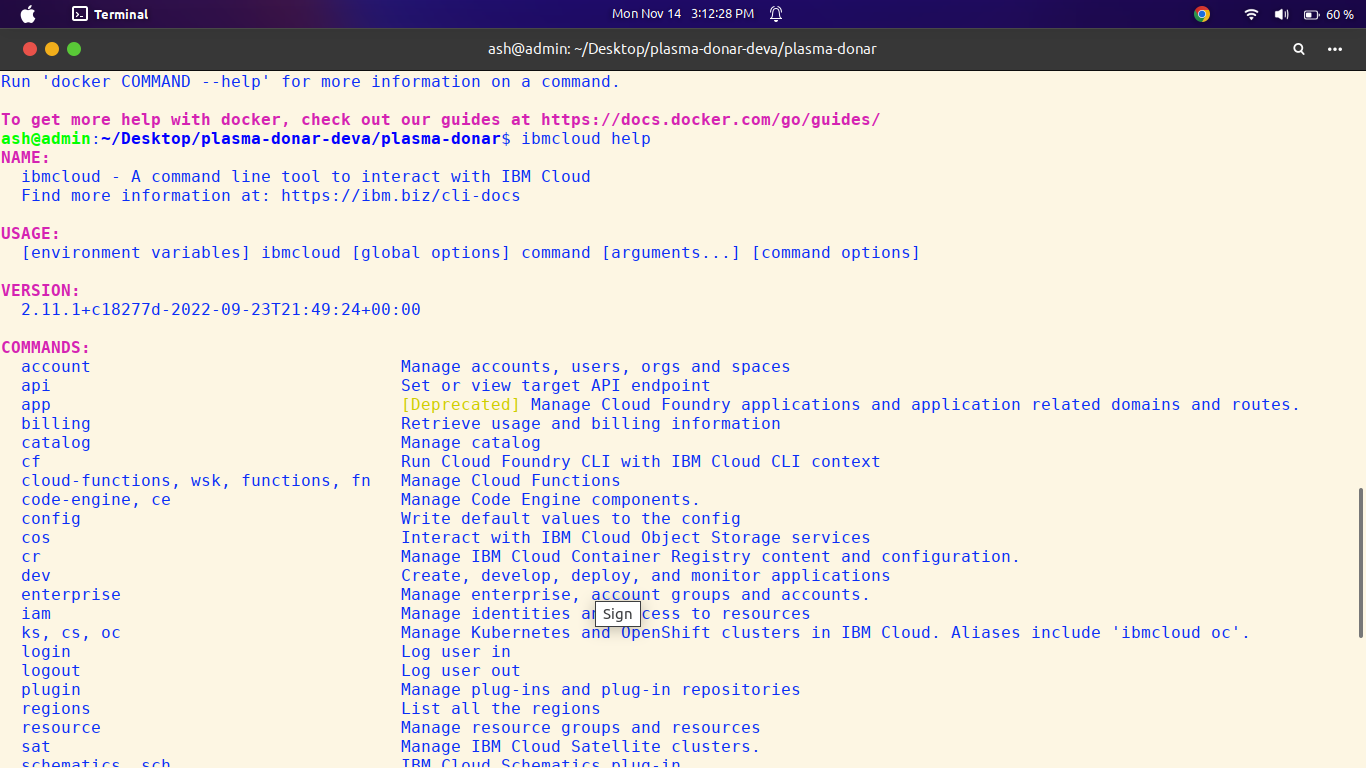 Terminal
Mon Nov 14 3:12:28 PM
60 %
ash@admin: ~/Desktop/plasma-donar-deva/plasma-donar
Run 'docker COMMAND --help' for more information on a command.
To get more help with docker, check out our guides at https://docs.docker.com/go/guides/
ash@admin:~/Desktop/plasma-donar-deva/plasma-donar$ ibmcloud help
NAME:
ibmcloud - A command line tool to interact with IBM Cloud
Find more information at: https://ibm.biz/cli-docs
USAGE:
[environment variables] ibmcloud [global options] command [arguments...] [command options]
VERSION:
2.11.1+c18277d-2022-09-23T21:49:24+00:00
COMMANDS:
account Manage accounts, users, orgs and spaces
api Set or view target API endpoint
app [Deprecated] Manage Cloud Foundry applications and application related domains and routes.
billing Retrieve usage and billing information
catalog Manage catalog
cf Run Cloud Foundry CLI with IBM Cloud CLI context
cloud-functions, wsk, functions, fn Manage Cloud Functions
code-engine, ce Manage Code Engine components.
config Write default values to the config
cos Interact with IBM Cloud Object Storage services
cr Manage IBM Cloud Container Registry content and configuration.
dev Create, develop, deploy, and monitor applications
enterprise Manage enterprise, account groups and accounts.
iam Manage identities an Sign cess to resources
ks, cs, oc Manage Kubernetes and OpenShift clusters in IBM Cloud. Aliases include 'ibmcloud oc'.
login Log user in
logout Log user out
plugin Manage plug-ins and plug-in repositories
regions List all the regions
resource Manage resource groups and resources
sat Manage IBM Cloud Satellite clusters.
schematics, sch IBM Cloud Schematics plug-in